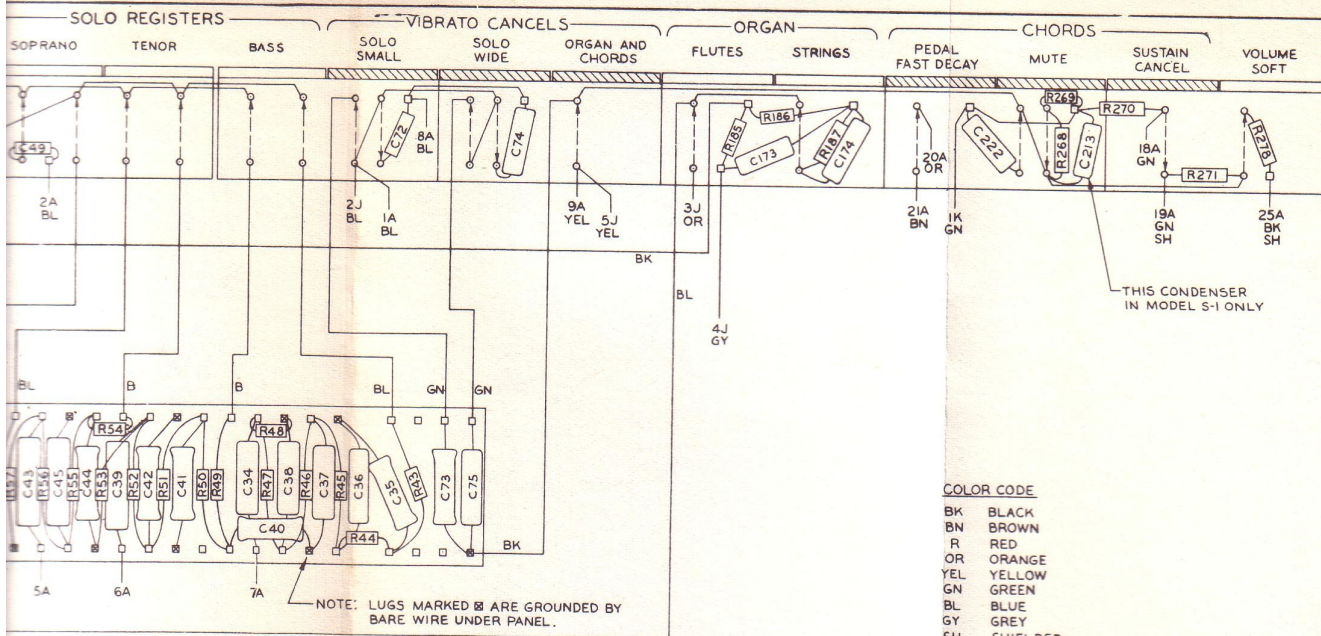 SOLO REGISTERS
VIBRATO CANCELS
ORGAN
CHORDS
SOPRANO
TENOR
BASS
SOLO
SMALL
SOLO
WIDE
ORGAN AND
CHORDS
FLUTES
STRINGS
PEDAL
FAST DECAY
MUTE
SUSTAIN
CANCEL
VOLUME
SOFT
C49
2A
BL
C72
8A
BL
C74
2J
BL
1A
BL
9A
YEL
5J
YEL
R185
R186
C173
R187
C174
3J
OR
20A
OR
C222
R269
R268
C213
R270
18A
GN
R271
R278
21A
BN
1K
GN
19A
GN
SH
25A
BK
SH
BK
BL
4J
GY
THIS CONDENSER
IN MODEL S-1 ONLY
BL
B
B
BL
GN
GN
R54
R48
R57
C43
R56
C45
R55
C44
R53
C39
R52
C42
R51
C41
R50
R49
C34
R47
C38
R46
C37
R45
C36
C35
R43
C73
C75
C40
R44
BK
5A
6A
7A
NOTE: LUGS MARKED ⊠ ARE GROUNDED BY
BARE WIRE UNDER PANEL.
COLOR CODE
BK BLACK
BN BROWN
R RED
OR ORANGE
YEL YELLOW
GN GREEN
BL BLUE
GY GREY
SH SHIELDED